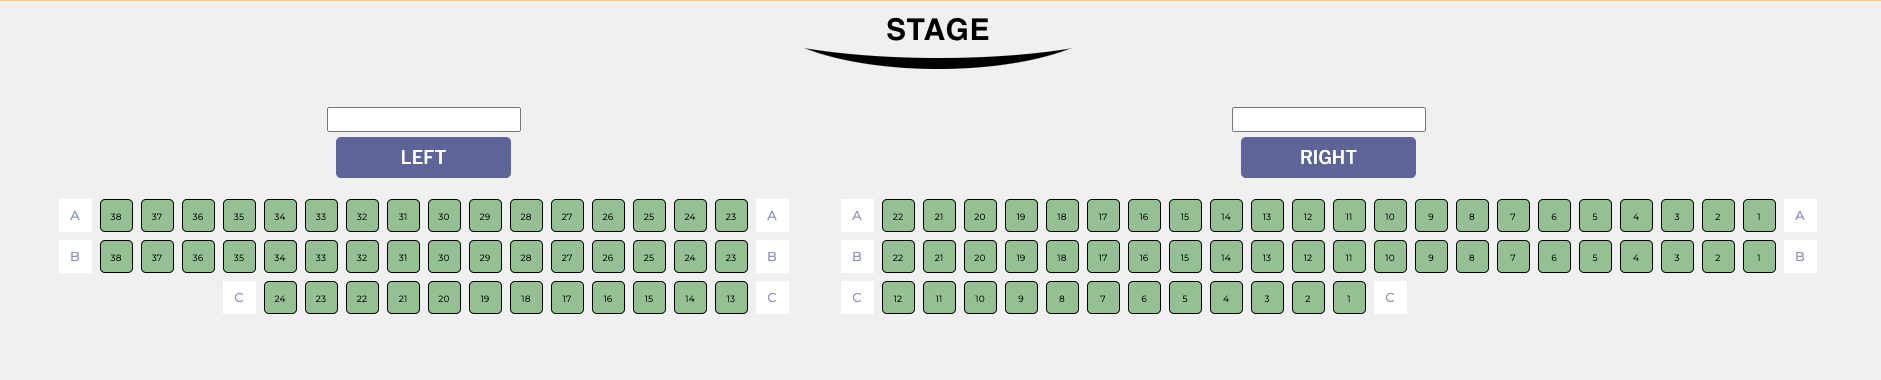 STAGE
LEFT RIGHT
A 38 37 36 35 34 33 32 31 30 29 28 27 26 25 24 23 A A 22 21 20 19 18 17 16 15 14 13 12 11 10 9 8 7 6 5 4 3 2 1 A
B 38 37 36 35 34 33 32 31 30 29 28 27 26 25 24 23 B B 22 21 20 19 18 17 16 15 14 13 12 11 10 9 8 7 6 5 4 3 2 1 B
C 24 23 22 21 20 19 18 17 16 15 14 13 C C 12 11 10 9 8 7 6 5 4 3 2 1 C